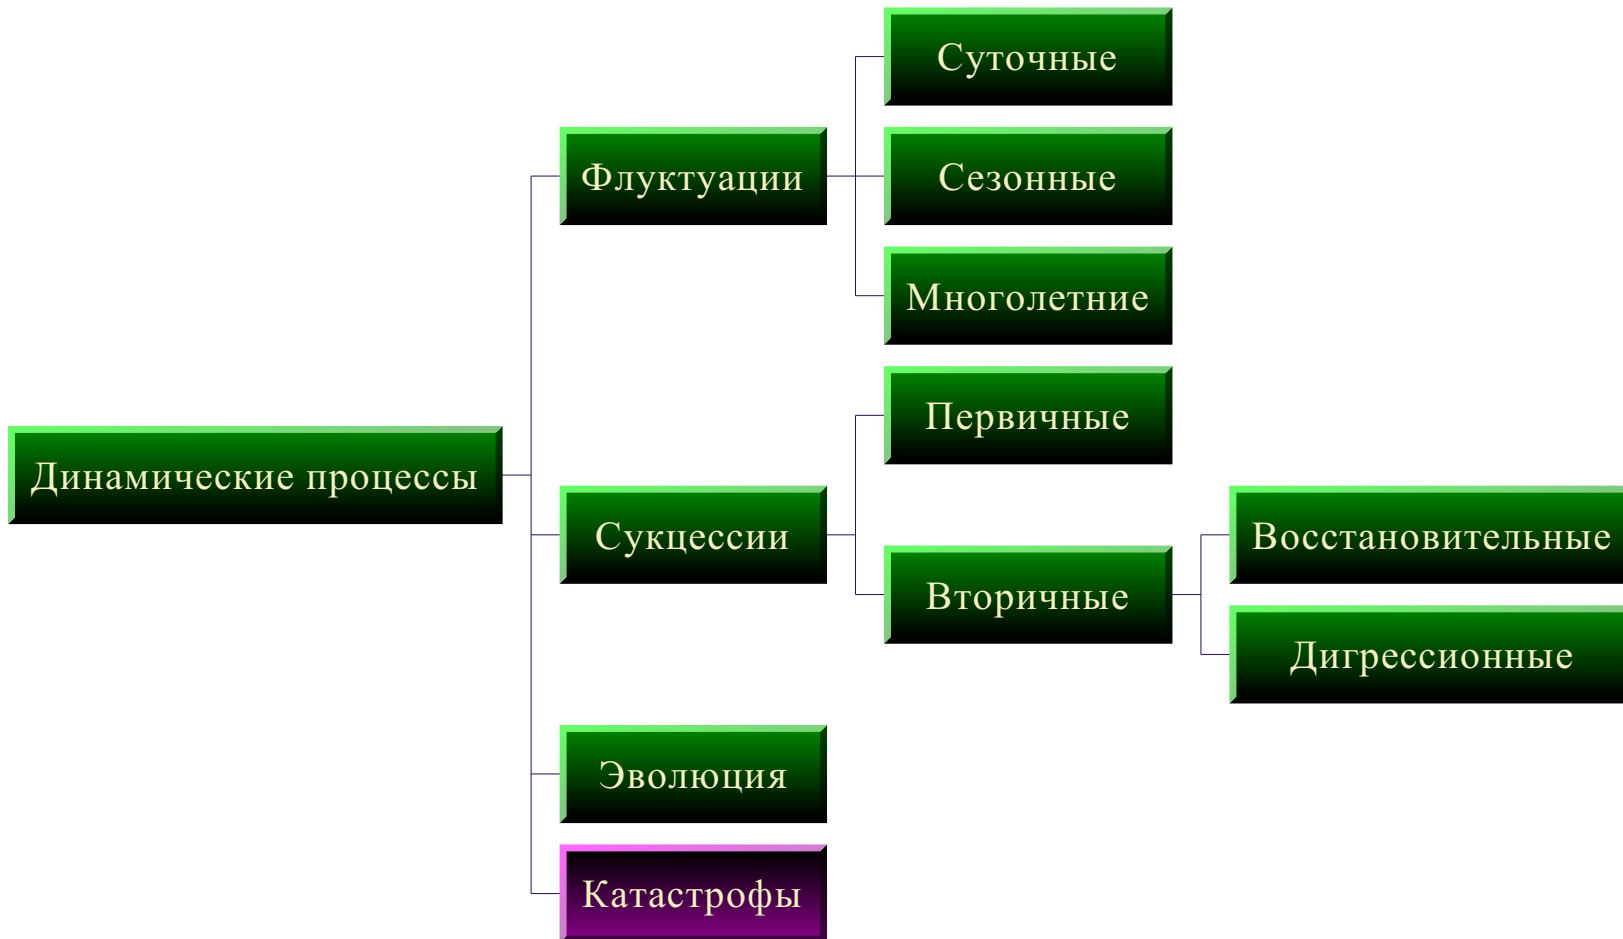 Суточные
Флуктуации
Сезонные
Многолетние
Первичные
Динамические процессы
Сукцессии
Восстановительные
Вторичные
Дигрессионные
Эволюция
Катастрофы